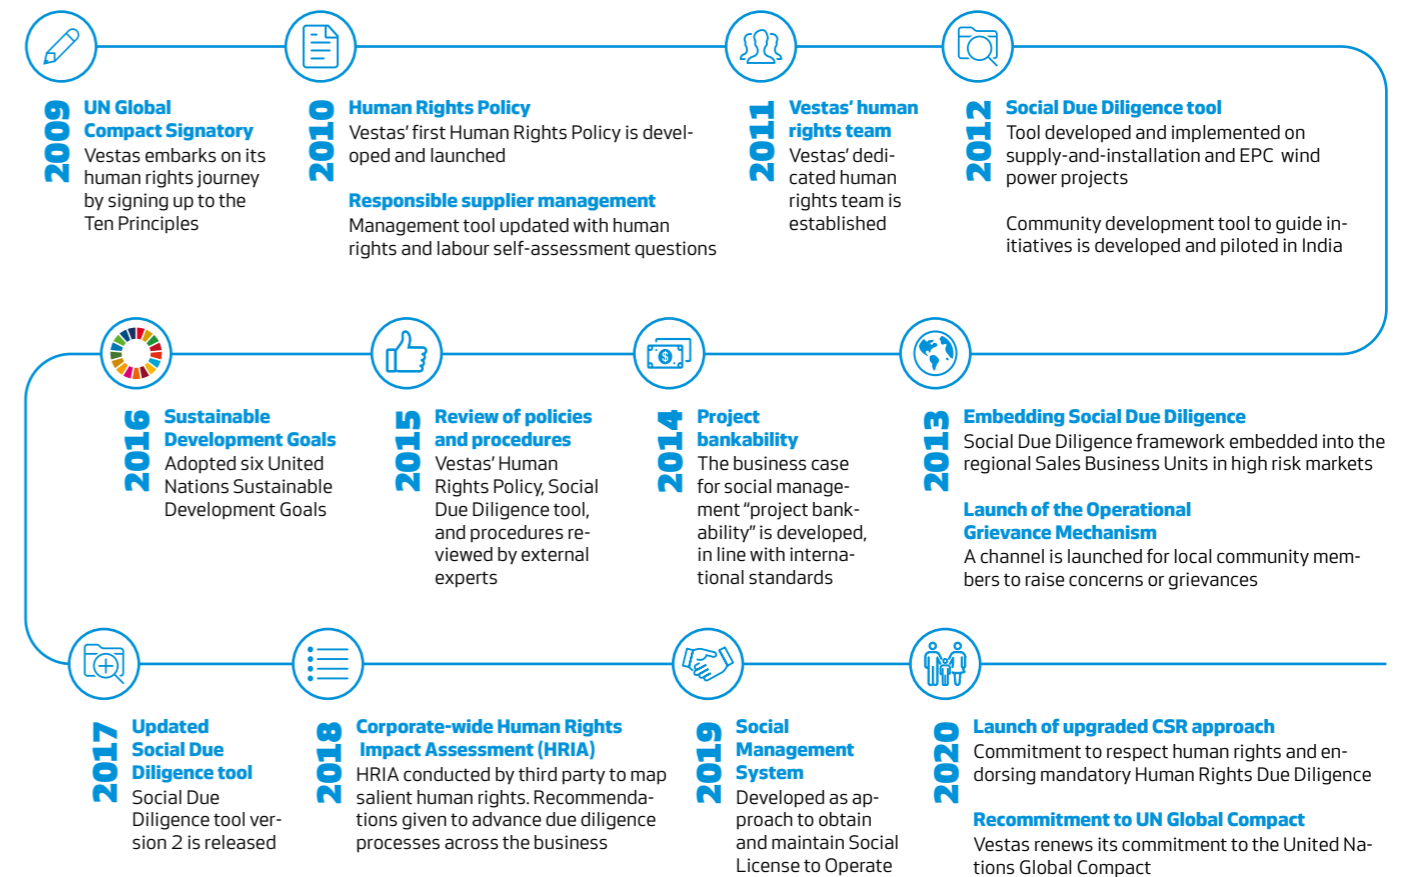 2009
UN Global
Compact Signatory
Vestas embarks on its
human rights journey
by signing up to the
Ten Principles
2010
Human Rights Policy
Vestas’ first Human Rights Policy is devel-
oped and launched
Responsible supplier management
Management tool updated with human
rights and labour self-assessment questions
2011
Vestas’ human
rights team
Vestas’ dedi-
cated human
rights team is
established
2012
Social Due Diligence tool
Tool developed and implemented on
supply-and-installation and EPC wind
power projects
Community development tool to guide in-
itiatives is developed and piloted in India
2013
Embedding Social Due Diligence
Social Due Diligence framework embedded into the
regional Sales Business Units in high risk markets
Launch of the Operational
Grievance Mechanism
A channel is launched for local community mem-
bers to raise concerns or grievances
2014
Project
bankability
The business case
for social manage-
ment “project bank-
ability” is developed,
in line with interna-
tional standards
$
2015
Review of policies
and procedures
Vestas’ Human
Rights Policy, Social
Due Diligence tool,
and procedures re-
viewed by external
experts
2016
Sustainable
Development Goals
Adopted six United
Nations Sustainable
Development Goals
2017
Updated
Social Due
Diligence tool
Social Due
Diligence tool ver-
sion 2 is released
2018
Corporate-wide Human Rights
Impact Assessment (HRIA)
HRIA conducted by third party to map
salient human rights. Recommenda-
tions given to advance due diligence
processes across the business
2019
Social
Management
System
Developed as ap-
proach to obtain
and maintain Social
License to Operate
2020
Launch of upgraded CSR approach
Commitment to respect human rights and en-
dorsing mandatory Human Rights Due Diligence
Recommitment to UN Global Compact
Vestas renews its commitment to the United Na-
tions Global Compact